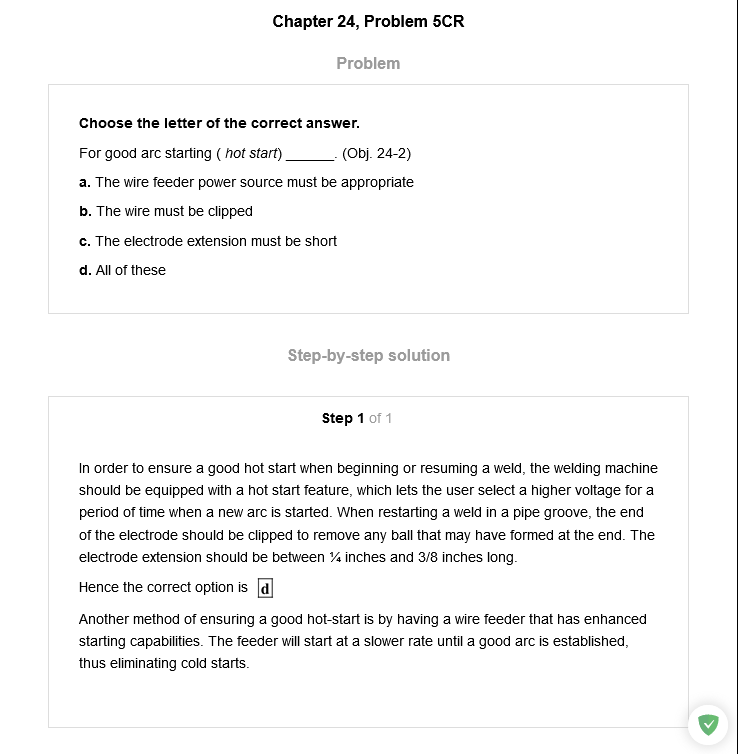 Chapter 24, Problem 5CR
Problem
Choose the letter of the correct answer.
For good arc starting ( hot start) ______. (Obj. 24-2)
a. The wire feeder power source must be appropriate
b. The wire must be clipped
c. The electrode extension must be short
d. All of these
Step-by-step solution
Step 1 of 1
In order to ensure a good hot start when beginning or resuming a weld, the welding machine
should be equipped with a hot start feature, which lets the user select a higher voltage for a
period of time when a new arc is started. When restarting a weld in a pipe groove, the end
of the electrode should be clipped to remove any ball that may have formed at the end. The
electrode extension should be between ¼ inches and 3/8 inches long.
Hence the correct option is d
Another method of ensuring a good hot-start is by having a wire feeder that has enhanced
starting capabilities. The feeder will start at a slower rate until a good arc is established,
thus eliminating cold starts.